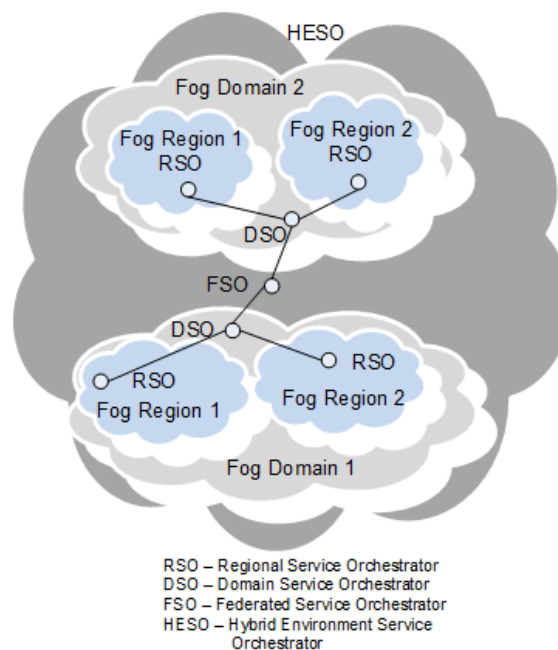 HESO
Fog Domain 2
Fog Region 1
RSO
Fog Region 2
RSO
DSO
FSO
DSO
RSO
Fog Region 1
RSO
Fog Region 2
Fog Domain 1
RSO – Regional Service Orchestrator
DSO – Domain Service Orchestrator
FSO – Federated Service Orchestrator
HESO – Hybrid Environment Service
Orchestrator